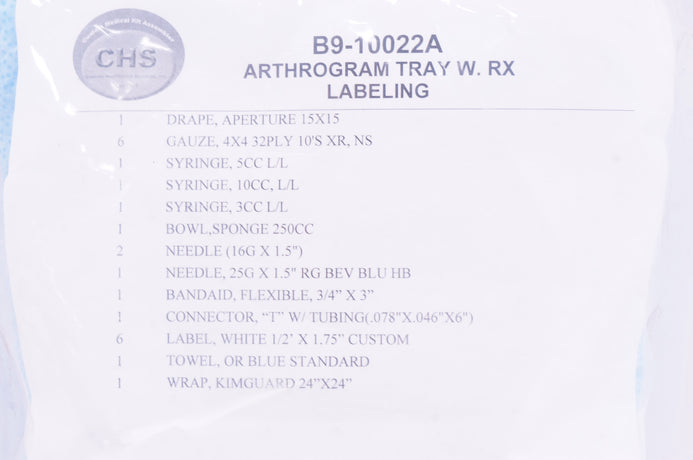 CHS
B9-10022A
ARTHROGRAM TRAY W. RX
LABELING
1 DRAPE, APERTURE 15X15
6 GAUZE, 4X4 32PLY 10'S XR, NS
1 SYRINGE, 5CC L/L
1 SYRINGE, 10CC, L/L
1 SYRINGE, 3CC L/L
1 BOWL,SPONGE 250CC
2 NEEDLE (16G X 1.5")
1 NEEDLE, 25G X 1.5" RG BEV BLU HB
1 BANDAID, FLEXIBLE, 3/4” X 3”
1 CONNECTOR, “T” W/ TUBING(.078"X.046"X6")
6 LABEL, WHITE 1/2’ X 1.75” CUSTOM
1 TOWEL, OR BLUE STANDARD
1 WRAP, KIMGUARD 24”X24”